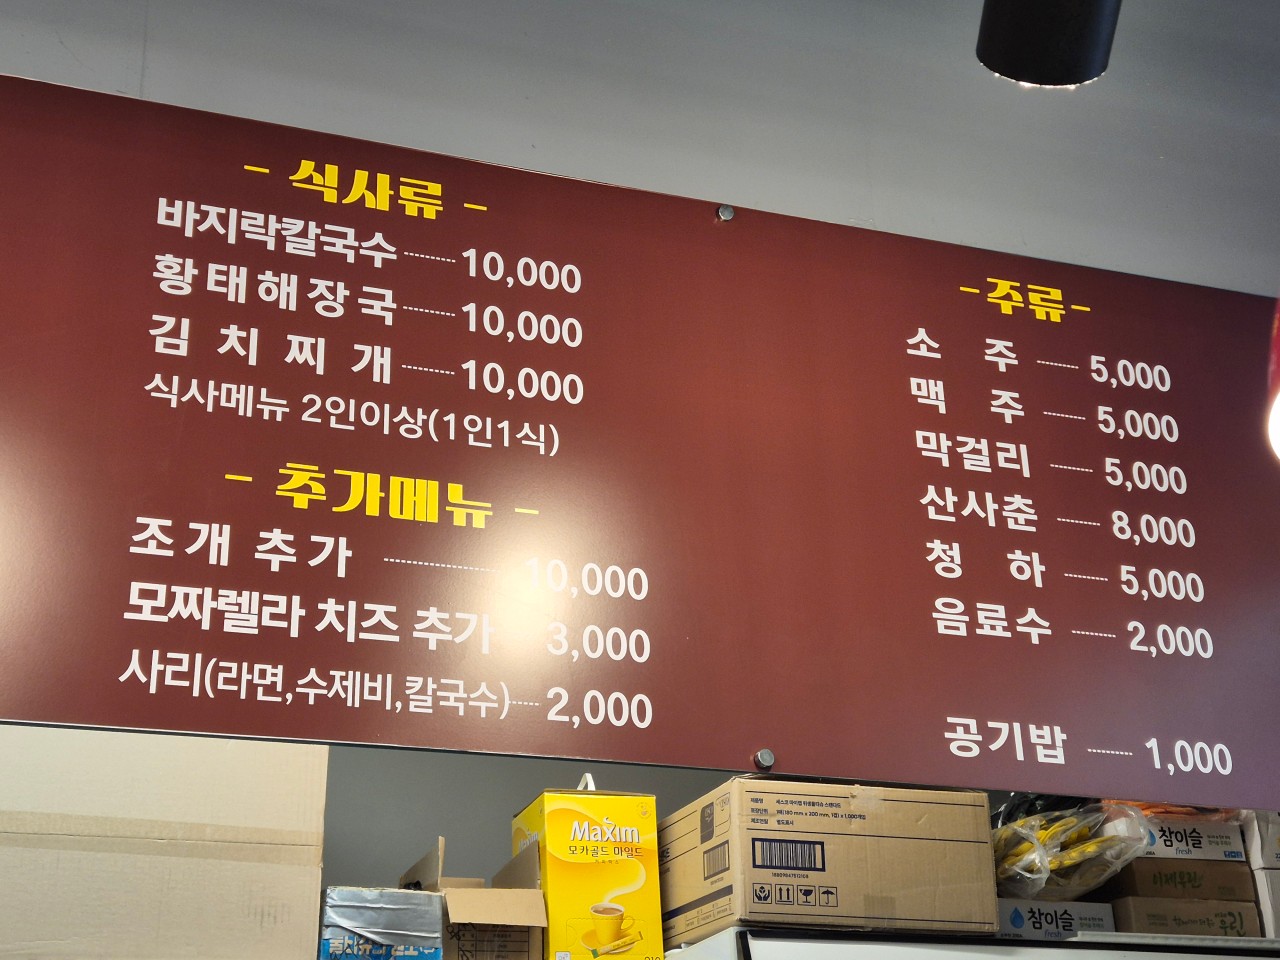 - 식사류 -
바지락칼국수 ---------- 10,000
황태해장국 ---------- 10,000
김치찌개 ---------- 10,000
식사메뉴 2인이상(1인1식)
- 추가메뉴 -
조개 추가 ---------- 10,000
모짜렐라 치즈 추가 3,000
사리(라면,수제비,칼국수)------ 2,000
-주류-
소주 -------- 5,000
맥주 -------- 5,000
막걸리 -------- 5,000
산사춘 -------- 8,000
청하 -------- 5,000
음료수 -------- 2,000
공기밥 -------- 1,000
Maxim
모카골드 마일드
참이슬
fresh
참이슬
fresh